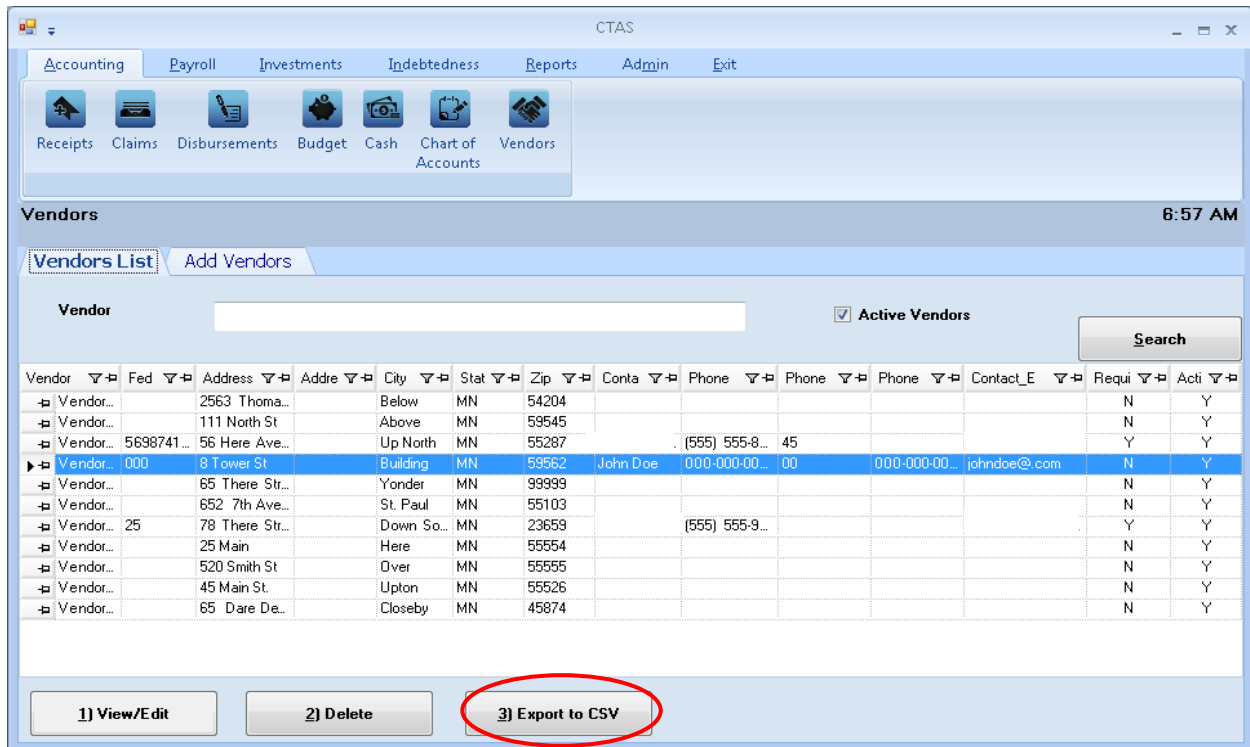 CTAS
Accounting Payroll Investments Indebtedness Reports Admin Exit
Receipts Claims Disbursements Budget Cash Chart of Accounts Vendors
Vendors 6:57 AM
Vendors List Add Vendors
Vendor Active Vendors
Search
Vendor Fed Address Addre City Stat Zip Conta Phone Phone Phone Contact_E Requi Acti
Vendor... 2563 Thoma... Below MN 54204 N Y
Vendor... 111 North St Above MN 59545 N Y
Vendor... 5698741... 56 Here Ave... Up North MN 55287 . (555) 555-8... 45 Y Y
Vendor... 000 8 Tower St Building MN 59562 John Doe 000-000-00... 00 000-000-00... johndoe@.com N Y
Vendor... 65 There Str... Yonder MN 99999 N Y
Vendor... 652 7th Ave... St. Paul MN 55103 N Y
Vendor... 25 78 There Str... Down So... MN 23659 (555) 555-9... . Y Y
Vendor... 25 Main Here MN 55554 N Y
Vendor... 520 Smith St Over MN 55555 N Y
Vendor... 45 Main St. Upton MN 55526 N Y
Vendor... 65 Dare De... Closeby MN 45874 N Y
1) View/Edit 2) Delete 3) Export to CSV